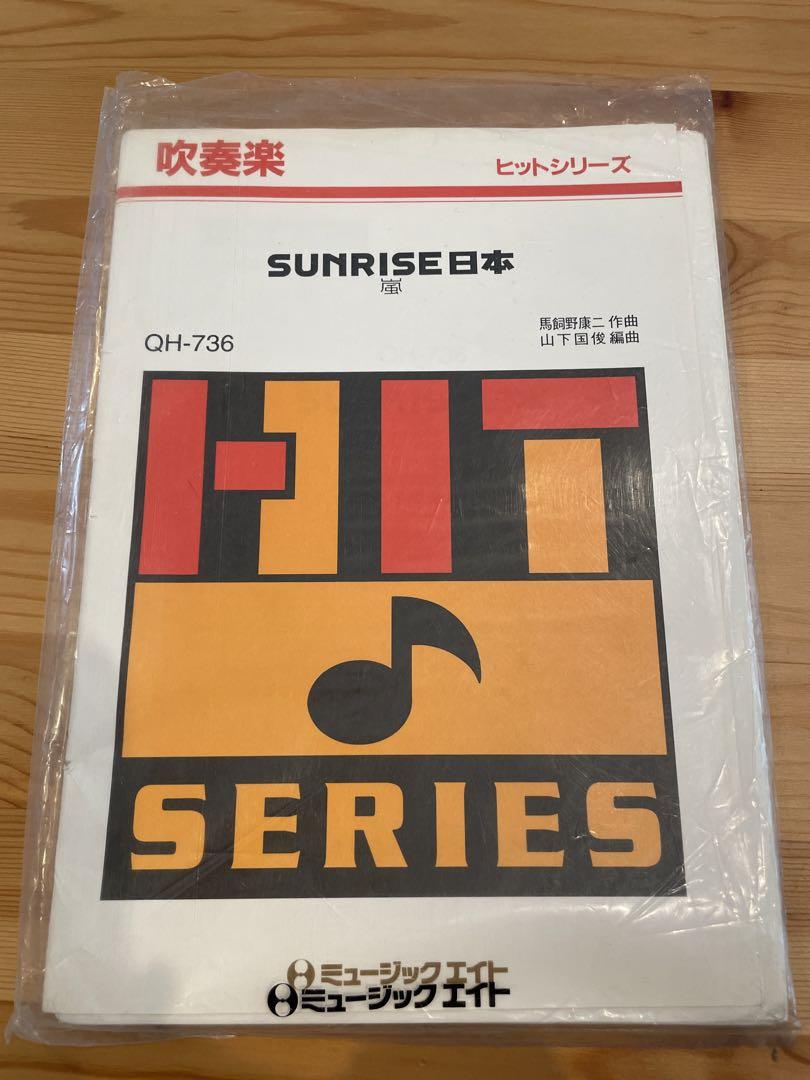 吹奏楽 ヒットシリーズ
SUNRISE日本
嵐
QH-736
馬飼野康二 作曲
山下国俊 編曲
HIT
SERIES
ミュージックエイト
ミュージックエイト